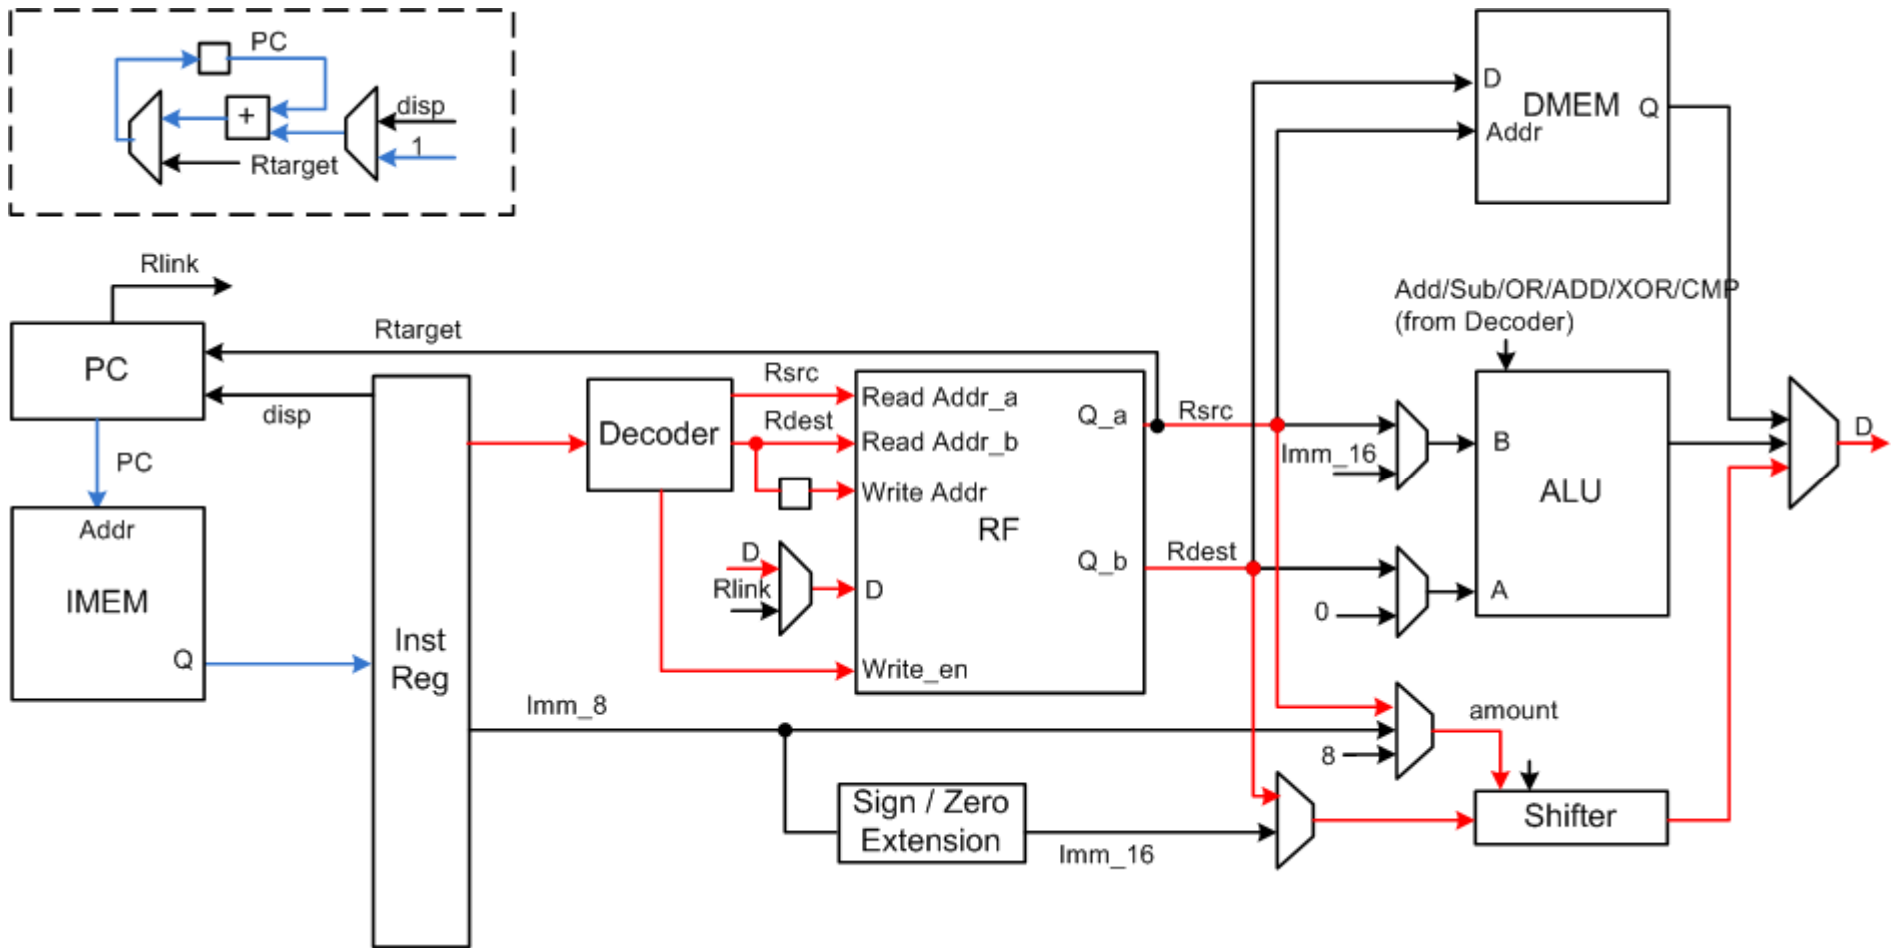 PC
+
disp
1
Rtarget
D
DMEM
Q
Addr
Rlink
Add/Sub/OR/ADD/XOR/CMP
(from Decoder)
Rtarget
PC
disp
Rsrc
Read Addr_a
Q_a
Rsrc
Rdest
Read Addr_b
Decoder
Imm_16
B
D
PC
Write Addr
ALU
Addr
RF
D
Rdest
Q_b
Rlink
D
IMEM
0
A
Inst
Reg
Q
Write_en
Imm_8
amount
8
Sign / Zero
Extension
Shifter
Imm_16